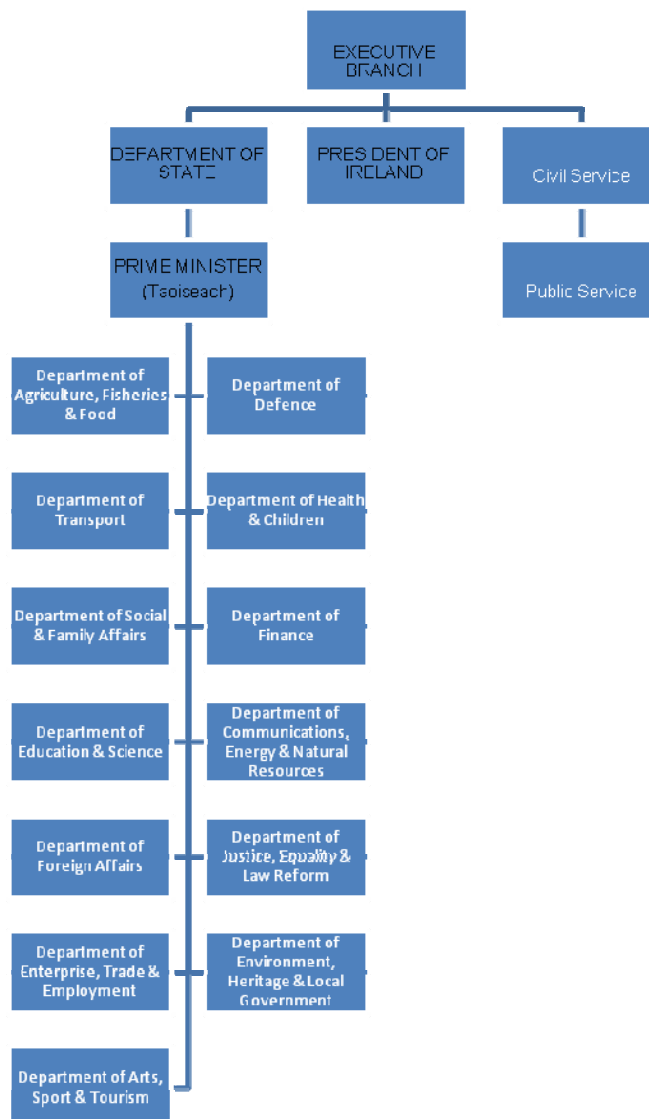 EXECUTIVE
BRANCH
DEPARTMENT OF
STATE
PRESIDENT OF
IRELAND
Civil Service
PRIME MINISTER
(Taoiseach)
Public Service
Department of
Agriculture, Fisheries
& Food
Department of
Defence
Department of
Transport
Department of Health
& Children
Department of Social
& Family Affairs
Department of
Finance
Department of
Education & Science
Department of
Communications,
Energy & Natural
Resources
Department of
Foreign Affairs
Department of
Justice, Equality &
Law Reform
Department of
Enterprise, Trade &
Employment
Department of
Environment,
Heritage & Local
Government
Department of Arts,
Sport & Tourism